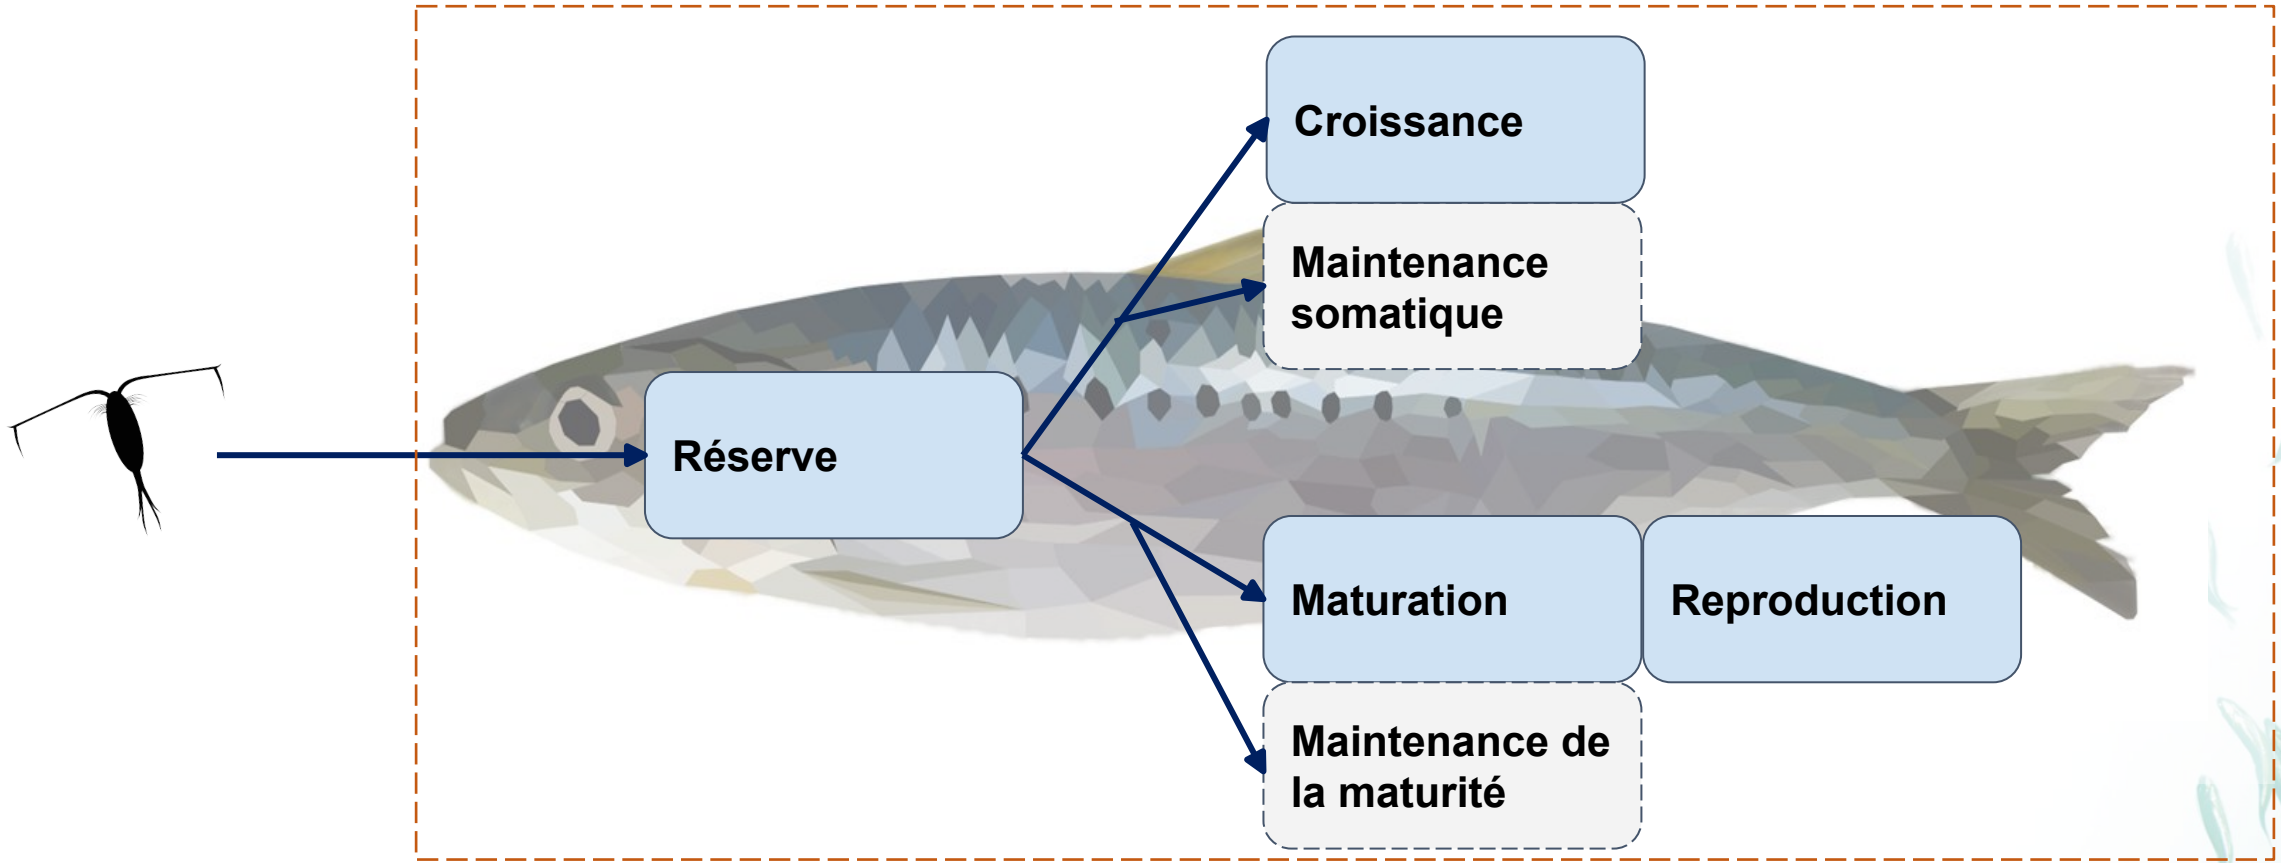 Croissance
Maintenance
somatique
Réserve
Maturation
Reproduction
Maintenance de
la maturité